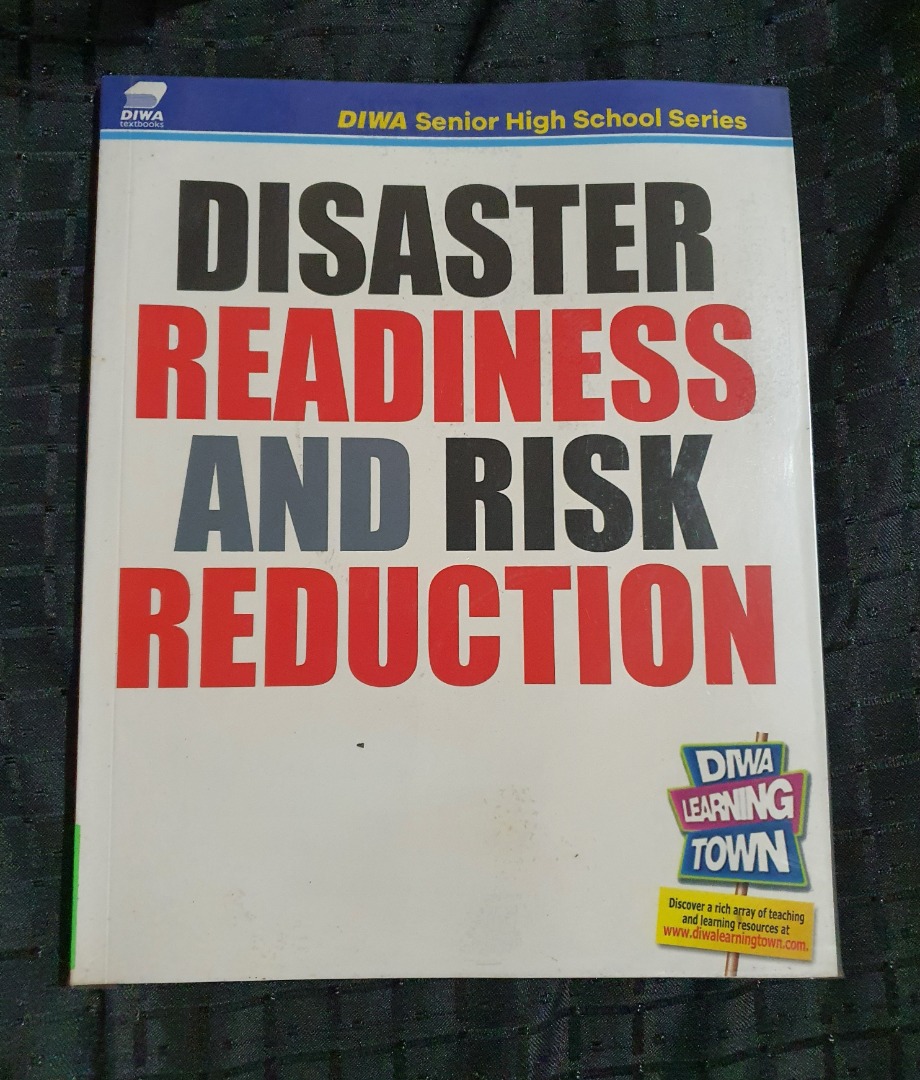 DIWA
textbooks
DIWA Senior High School Series
DISASTER
READINESS
AND RISK
REDUCTION
DIWA
LEARNING
TOWN
Discover a rich array of teaching
and learning resources at
www.diwalearningtown.com.